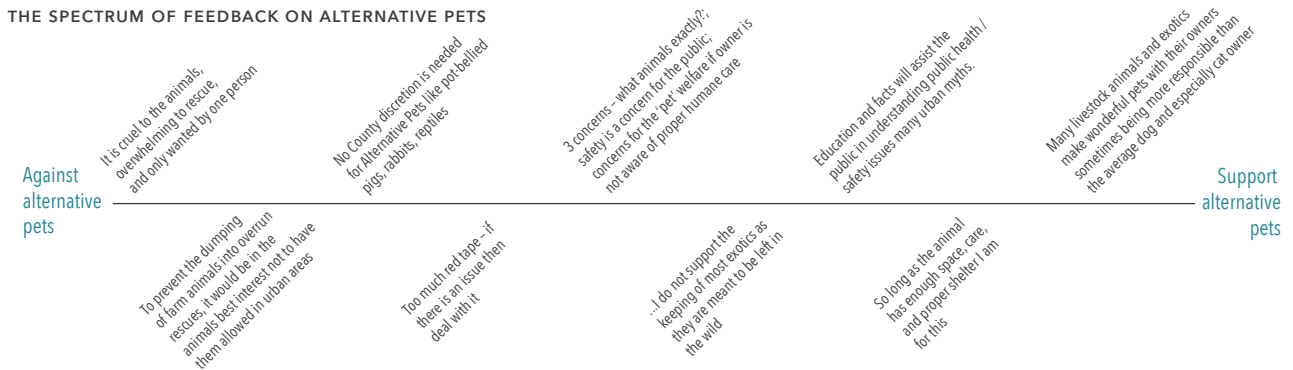 THE SPECTRUM OF FEEDBACK ON ALTERNATIVE PETS
Against
alternative
pets
It is cruel to the animals,
overwhelming to rescue,
and only wanted by one person
No County discretion is needed
for Alternative Pets like pot-bellied
pigs, rabbits, reptiles
3 concerns – what animals exactly?;
safety is a concern for the public;
concerns for the 'pet' welfare if owner is
not aware of proper humane care
Education and facts will assist the
public in understanding public health /
safety issues many urban myths.
Many livestock animals and exotics
make wonderful pets with their owners
sometimes being more responsible than
the average dog and especially cat owner
Support
alternative
pets
To prevent the dumping
of farm animals into overrun
rescues, it would be in the
animals best interest not to have
them allowed in urban areas
Too much red tape – if
there is an issue then
deal with it
...I do not support the
keeping of most exotics as
they are meant to be left in
the wild
So long as the animal
has enough space, care,
and proper shelter I am
for this